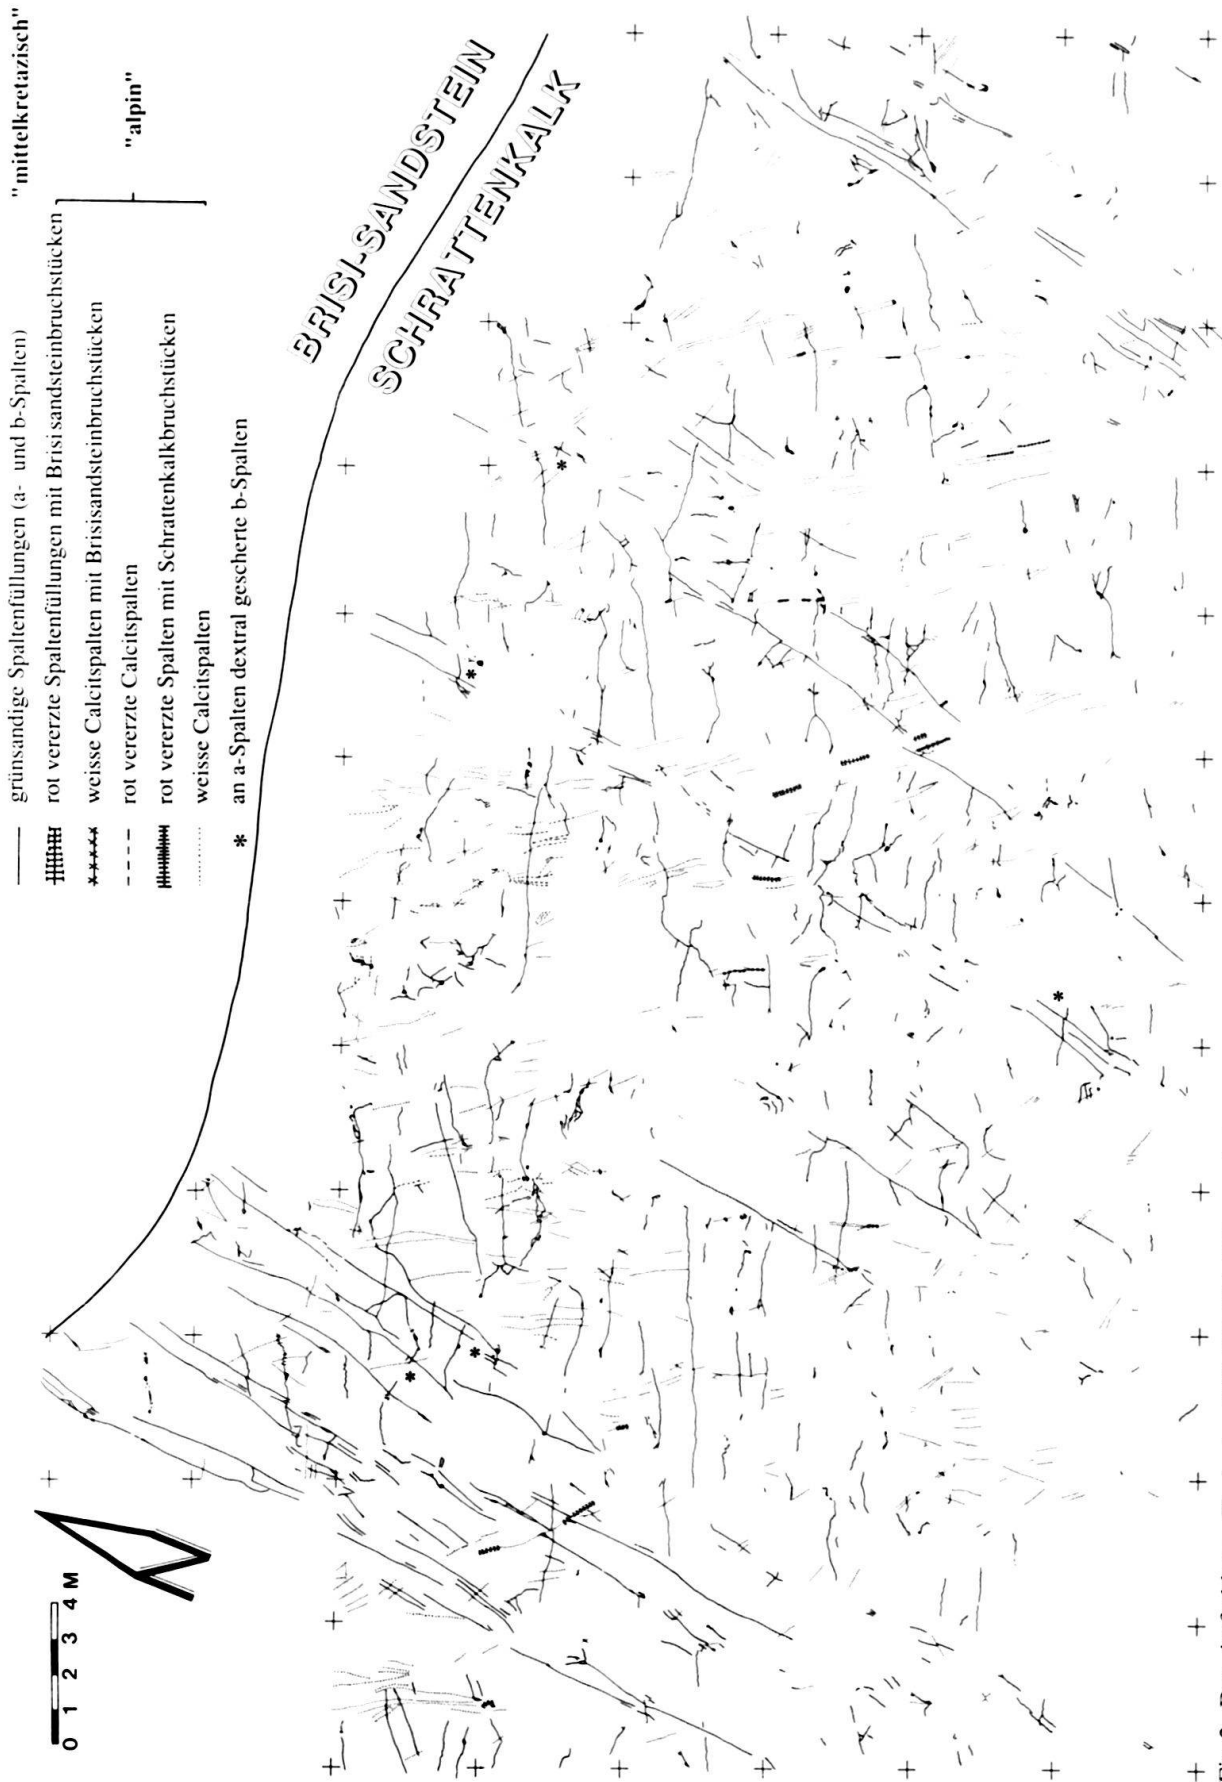 "mittelkretazisch"
"alpin"
grünsandige Spaltenfüllungen (a- und b-Spalten)
rot vererzte Spaltenfüllungen mit Brisisandsteinbruchstücken
weisse Calcitspalten mit Brisisandsteinbruchstücken
rot vererzte Calcitspalten
rot vererzte Spalten mit Schrattenkalkbruchstücken
weisse Calcitspalten
* an a-Spalten dextral gescherte b-Spalten
BRISI-SANDSTEIN
SCHRATTENKALK
0 1 2 3 4 M